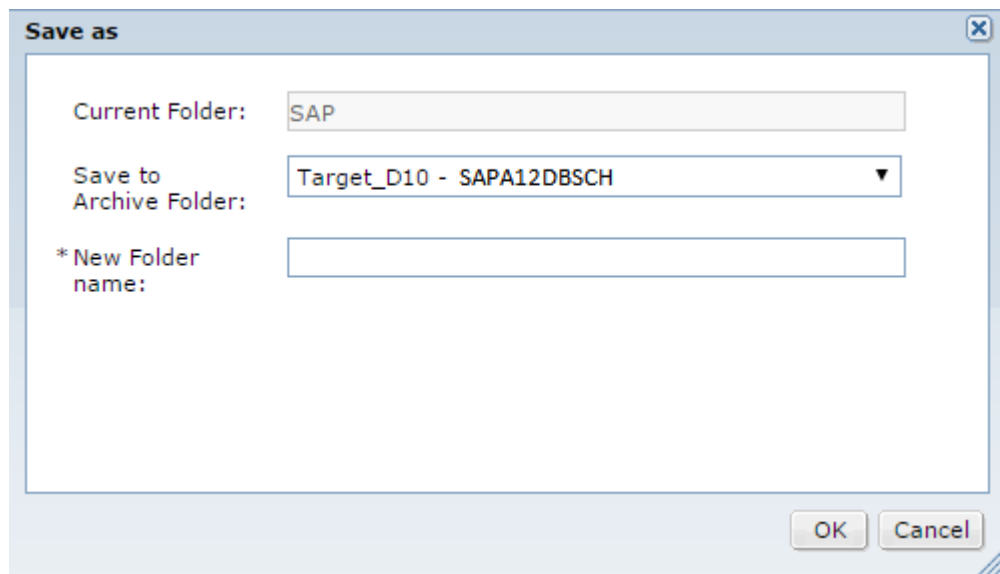 Save as
Current Folder: SAP
Save to Archive Folder: Target_D10 - SAPA12DBSCH
* New Folder name:
OK Cancel